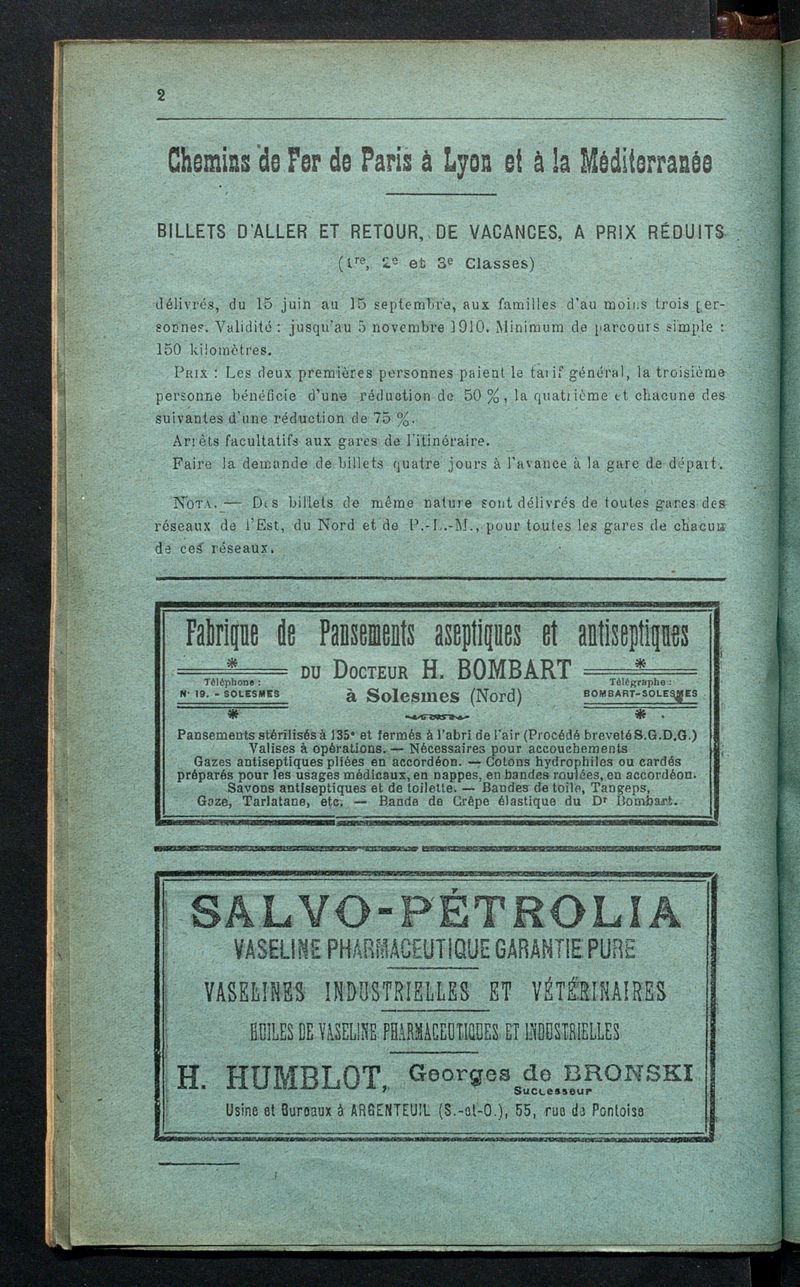 2
Chemins de Fer de Paris à Lyon et à la Méditerranée
BILLETS D'ALLER ET RETOUR, DE VACANCES, A PRIX RÉDUITS
(1re, 2e et 3e Classes)
délivrés, du 15 juin au 15 septembre, aux familles d'au moins trois per-
sonnes. Validité : jusqu'au 5 novembre 1910. Minimum de parcours simple :
150 kilomètres.
PRIX : Les deux premières personnes paient le tarif général, la troisième
personne bénéficie d'une réduction de 50 %, la quatrième et chacune des
suivantes d'une réduction de 75 %.
Arrêts facultatifs aux gares de l'itinéraire.
Faire la demande de billets quatre jours à l'avance à la gare de départ.
NOTA. — Des billets de même nature sont délivrés de toutes gares des
réseaux de l'Est, du Nord et de P.-L.-M., pour toutes les gares de chacun
de ces réseaux.
Fabrique de Pansements aseptiques et antiseptiques
DU DOCTEUR H. BOMBART
à Solesmes (Nord)
Téléphone :
N° 19. - SOLESMES
Télégraphe :
BOMBART-SOLESMES
Pansements stérilisés à 135° et fermés à l'abri de l'air (Procédé breveté S.G.D.G.)
Valises à opérations. — Nécessaires pour accouchements
Gazes antiseptiques pliées en accordéon. — Cotons hydrophiles ou cardés
préparés pour les usages médicaux, en nappes, en bandes roulées, en accordéon.
Savons antiseptiques et de toilette. — Bandes de toile, Tangeps,
Gaze, Tarlatane, etc. — Bande de Crêpe élastique du Dr Bombart.
SALVO-PÉTROLIA
VASELINE PHARMACEUTIQUE GARANTIE PURE
VASELINES INDUSTRIELLES ET VÉTÉRINAIRES
HUILES DE VASELINE PHARMACEUTIQUES ET INDUSTRIELLES
H. HUMBLOT, Georges de BRONSKI
Successeur
Usine et Bureaux à ARGENTEUIL (S.-et-O.), 55, rue de Pontoise